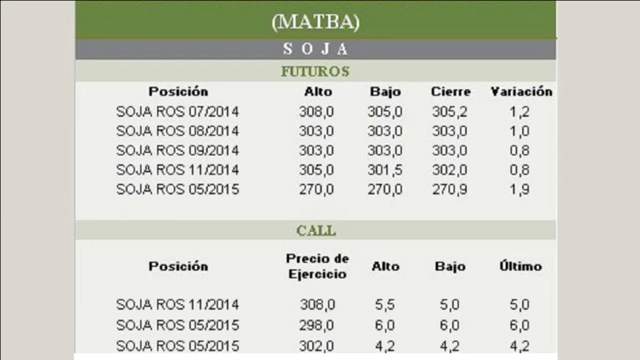 (MATBA)
SOJA
FUTUROS
Posición Alto Bajo Cierre Variación
SOJA ROS 07/2014 308,0 305,0 305,2 1,2
SOJA ROS 08/2014 303,0 303,0 303,0 1,0
SOJA ROS 09/2014 303,0 303,0 303,0 0,8
SOJA ROS 11/2014 305,0 301,5 302,0 0,8
SOJA ROS 05/2015 270,0 270,0 270,9 1,9
CALL
Posición Precio de Ejercicio Alto Bajo Último
SOJA ROS 11/2014 308,0 5,5 5,0 5,0
SOJA ROS 05/2015 298,0 6,0 6,0 6,0
SOJA ROS 05/2015 302,0 4,2 4,2 4,2